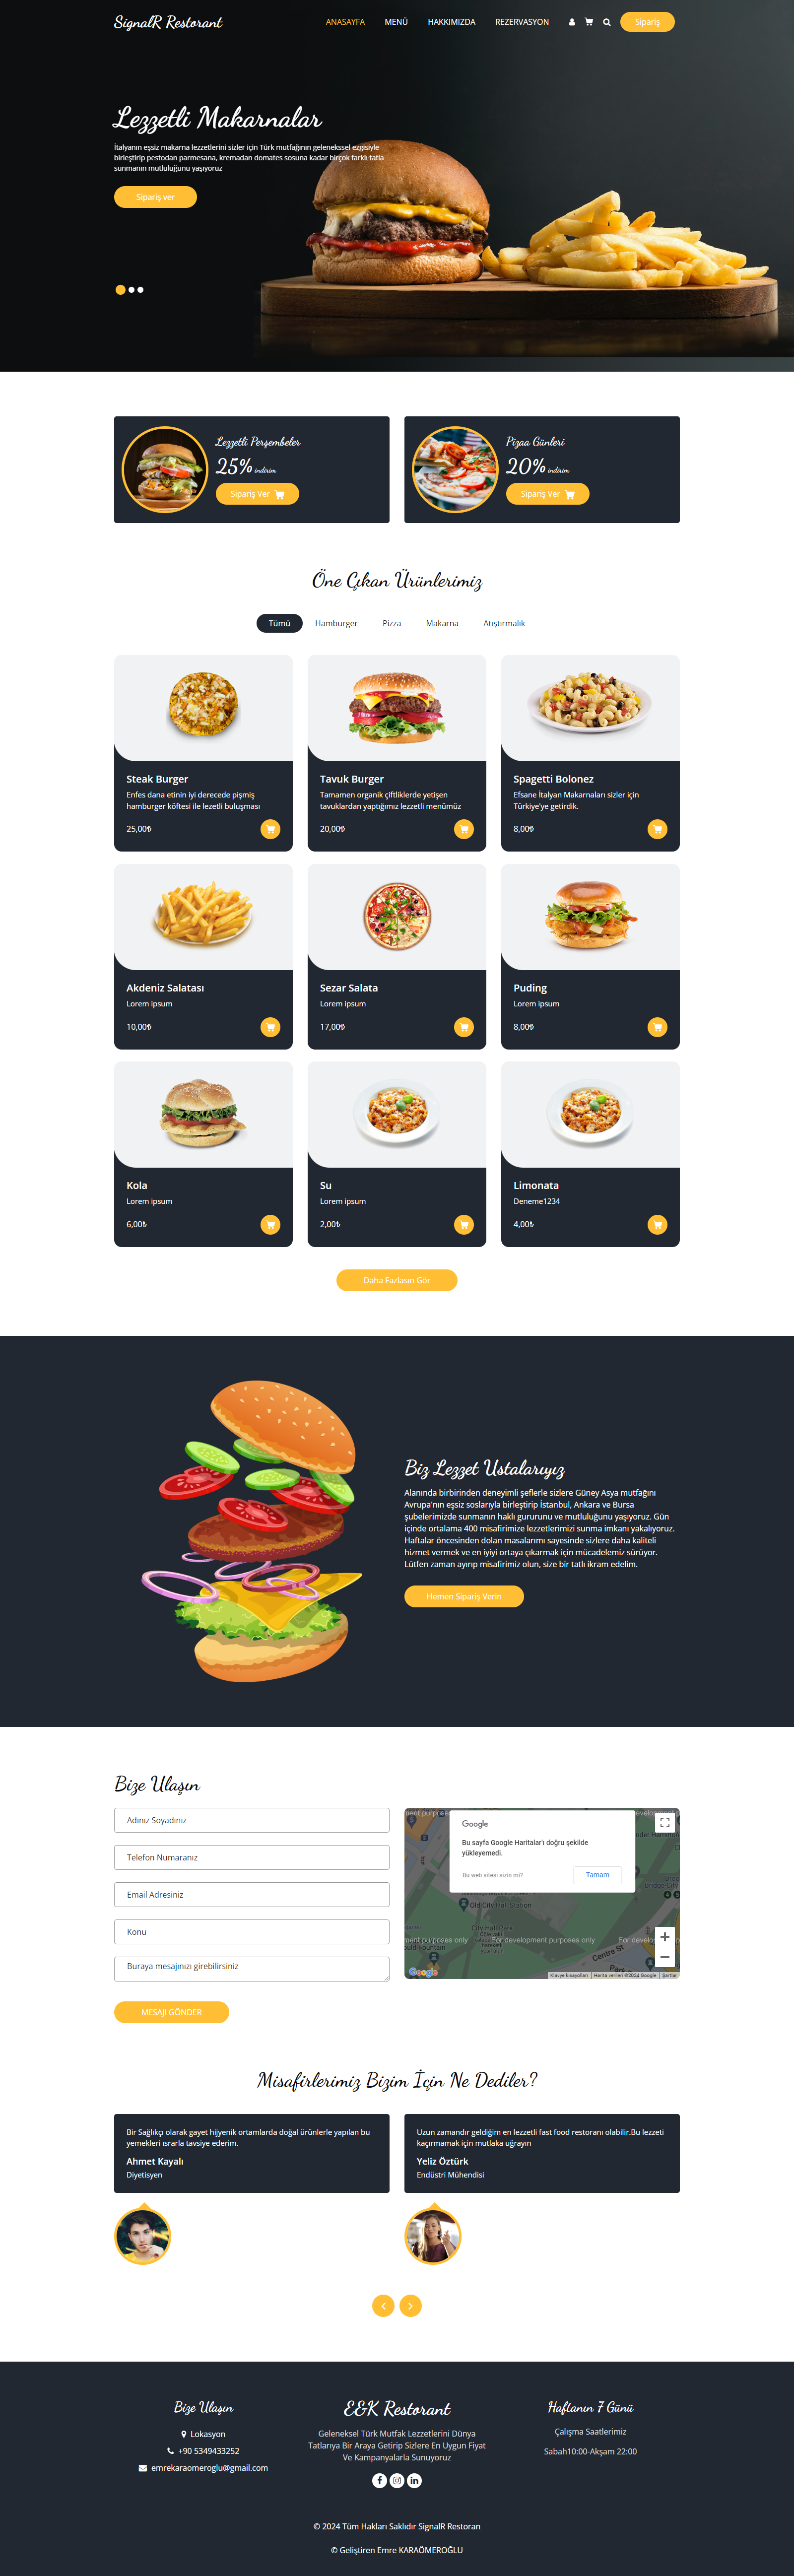 SignalR Restorant
ANASAYFA MENÜ HAKKIMIZDA REZERVASYON Sipariş
Lezzetli Makarnalar
İtalyanın eşsiz makarna lezzetlerini sizler için Türk mutfağının geleneksel ezgisiyle
birleştirip pestodan parmesana, kremadan domates sosuna kadar birçok farklı tatla
sunmanın mutluluğunu yaşıyoruz
Sipariş ver
Lezzetli Perşembeler
25% indirim
Sipariş Ver
Pizaa Günleri
20% indirim
Sipariş Ver
Öne Çıkan Ürünlerimiz
Tümü Hamburger Pizza Makarna Atıştırmalık
Steak Burger
Enfes dana etinin iyi derecede pişmiş
hamburger köftesi ile lezetli buluşması
25,00₺
Tavuk Burger
Tamamen organik çiftliklerde yetişen
tavuklardan yaptığımız lezzetli menümüz
20,00₺
Spagetti Bolonez
Efsane İtalyan Makarnaları sizler için
Türkiye'ye getirdik.
8,00₺
Akdeniz Salatası
Lorem ipsum
10,00₺
Sezar Salata
Lorem ipsum
17,00₺
Puding
Lorem ipsum
8,00₺
Kola
Lorem ipsum
6,00₺
Su
Lorem ipsum
2,00₺
Limonata
Deneme1234
4,00₺
Daha Fazlasın Gör
Biz Lezzet Ustalarıyız
Alanında birbirinden deneyimli şeflerle sizlere Güney Asya mutfağını
Avrupa'nın eşsiz soslarıyla birleştirip İstanbul, Ankara ve Bursa
şubelerimizde sunmanın haklı gururunu ve mutluluğunu yaşıyoruz. Gün
içinde ortalama 400 misafirimize lezzetlerimizi sunma imkanı yakalıyoruz.
Haftalar öncesinden dolan masalarımı sayesinde sizlere daha kaliteli
hizmet vermek ve en iyiyi ortaya çıkarmak için mücadelemiz sürüyor.
Lütfen zaman ayırıp misafirimiz olun, size bir tatlı ikram edelim.
Hemen Sipariş Verin
Bize Ulaşın
Adınız Soyadınız
Telefon Numaranız
Email Adresiniz
Konu
Buraya mesajınızı girebilirsiniz
MESAJI GÖNDER
Google
Bu sayfa Google Haritalar'ı doğru şekilde
yükleyemedi.
Bu web sitesi sizin mi? Tamam
Old City Hall Station
City Hall Park
For development purposes only
Centre St
Google
Klavye kısayolları Harita verileri ©2024 Google Şartlar
Misafirlerimiz Bizim İçin Ne Dediler?
Bir Sağlıkçı olarak gayet hijyenik ortamlarda doğal ürünlerle yapılan bu
yemekleri ısrarla tavsiye ederim.
Ahmet Kayalı
Diyetisyen
Uzun zamandır geldiğim en lezzetli fast food restoranı olabilir.Bu lezzeti
kaçırmamak için mutlaka uğrayın
Yeliz Öztürk
Endüstri Mühendisi
Bize Ulaşın
Lokasyon
+90 5349433252
emrekaraomeroglu@gmail.com
E&K Restorant
Geleneksel Türk Mutfak Lezzetlerini Dünya
Tatlarıya Bir Araya Getirip Sizlere En Uygun Fiyat
Ve Kampanyalarla Sunuyoruz
Haftanın 7 Günü
Çalışma Saatlerimiz
Sabah10:00-Akşam 22:00
© 2024 Tüm Hakları Saklıdır SignalR Restoran
© Geliştiren Emre KARAÖMEROĞLU